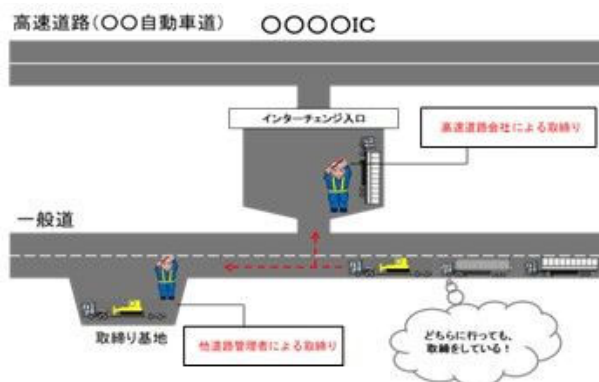 高速道路(〇〇自動車道) 〇〇〇〇IC
インターチェンジ入口
高速道路会社による取締り
一般道
取締り基地
他道路管理者による取締り
どちらに行っても、
取締をしている！